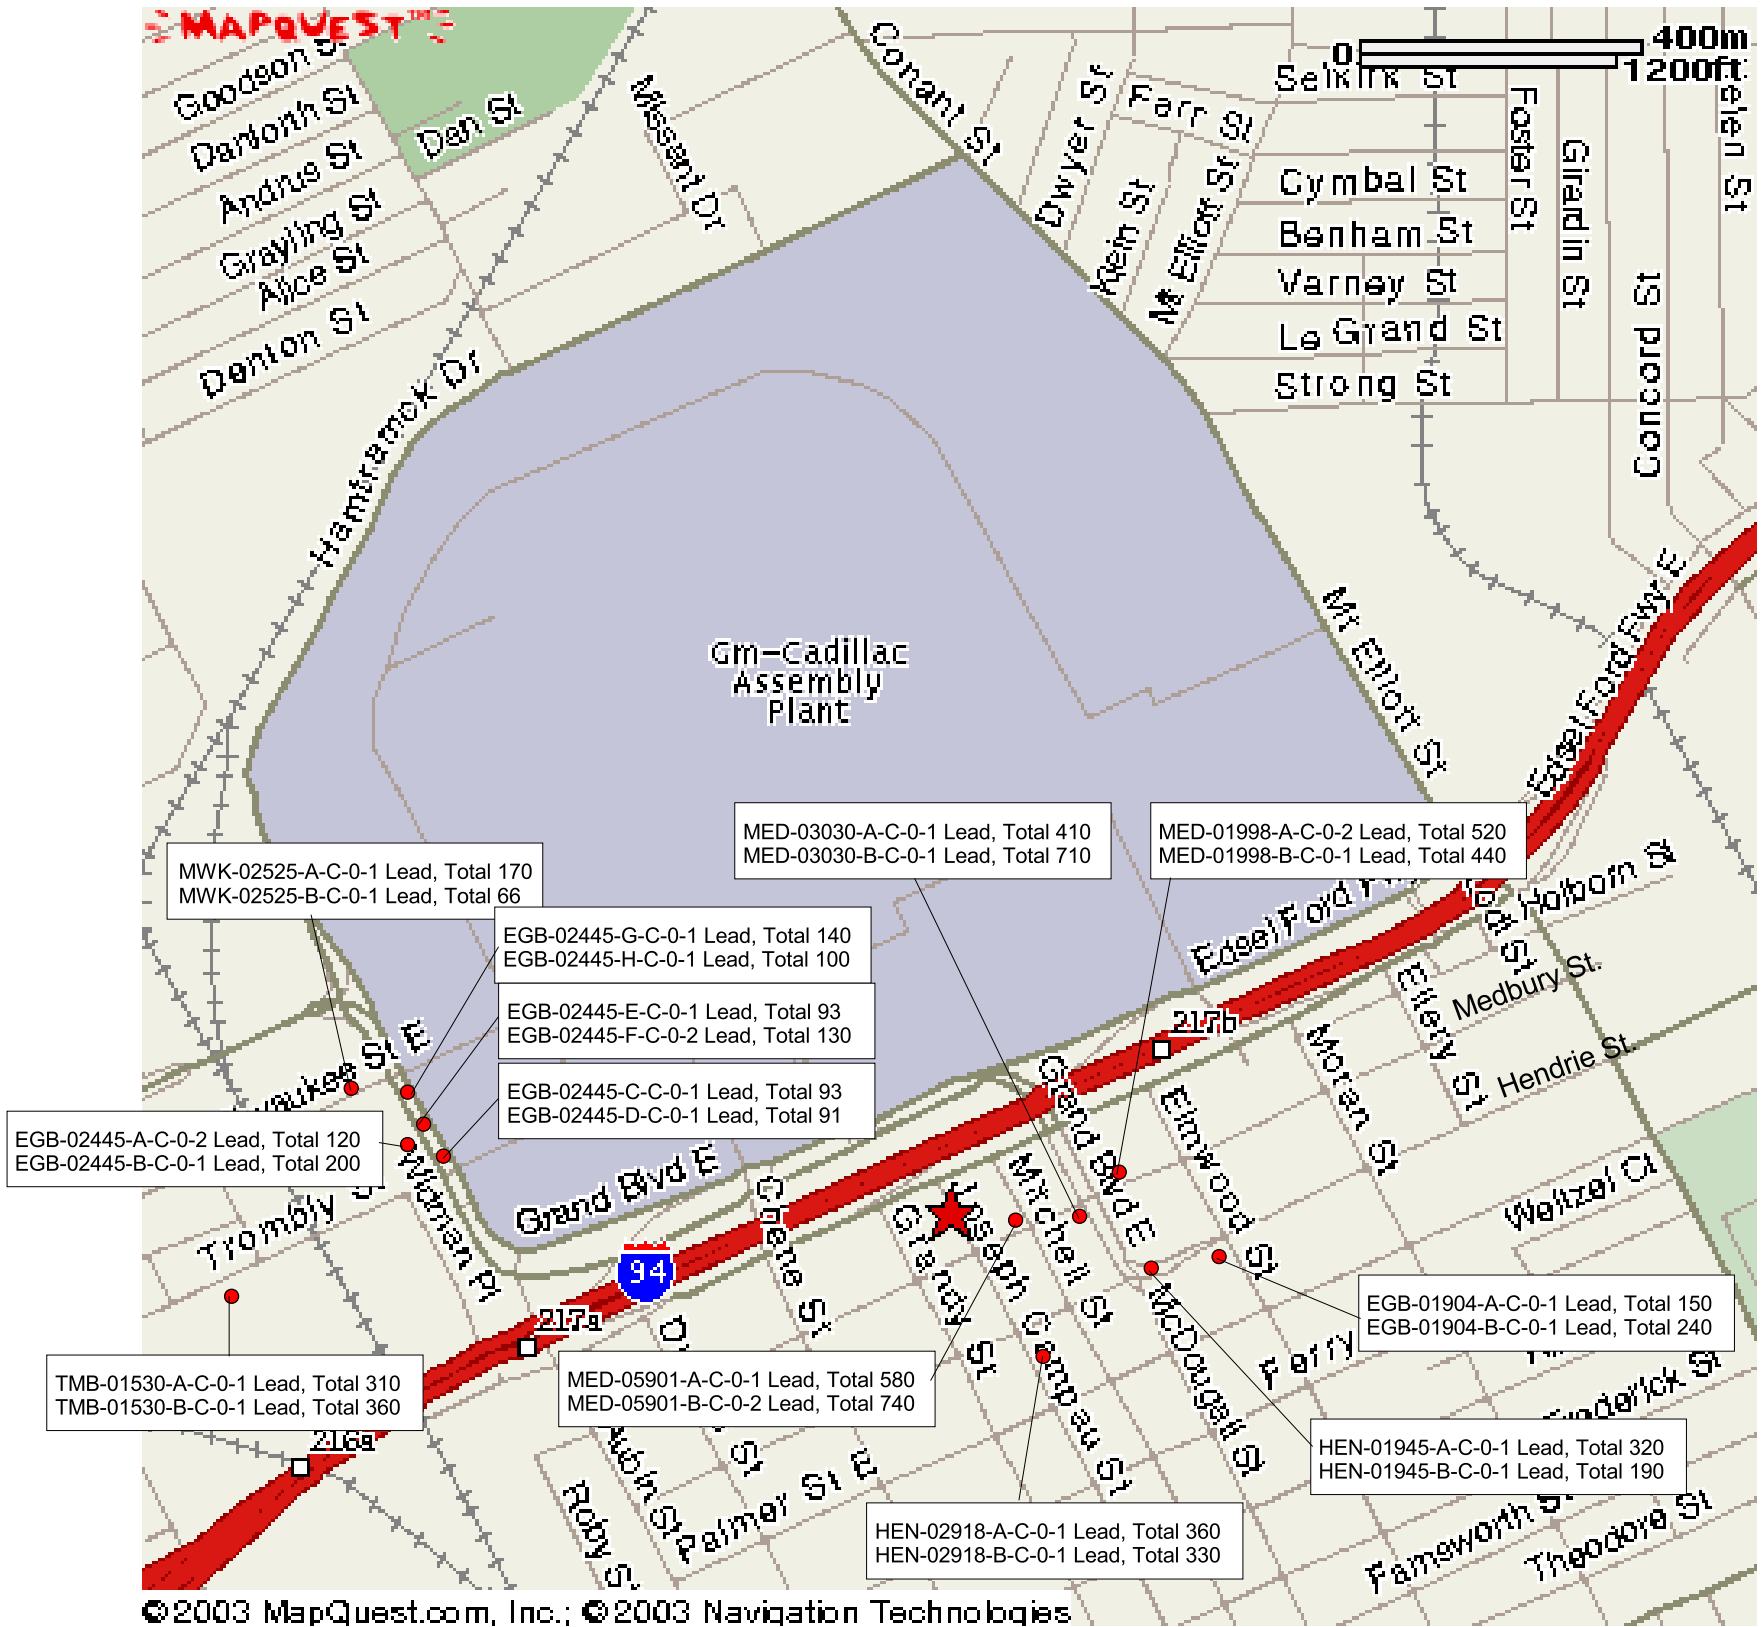 MAPQUEST™
0
400m
1200ft
Goodson St
Danforth St
Andrus St
Grayling St
Alice St
Denton St
Dan St
Missant Dr
Conant St
Dwyer St
Farr St
Klein St
Mt Elliott St
Selkirk St
Cymbal St
Benham St
Varney St
Le Grand St
Strong St
Foster St
Girardin St
Concord St
elen St
Hamtramck Dr
Gm-Cadillac
Assembly
Plant
Mt Elliott St
Edsel Ford Fwy E
MWK-02525-A-C-0-1 Lead, Total 170
MWK-02525-B-C-0-1 Lead, Total 66
MED-03030-A-C-0-1 Lead, Total 410
MED-03030-B-C-0-1 Lead, Total 710
MED-01998-A-C-0-2 Lead, Total 520
MED-01998-B-C-0-1 Lead, Total 440
EGB-02445-G-C-0-1 Lead, Total 140
EGB-02445-H-C-0-1 Lead, Total 100
EGB-02445-E-C-0-1 Lead, Total 93
EGB-02445-F-C-0-2 Lead, Total 130
EGB-02445-C-C-0-1 Lead, Total 93
EGB-02445-D-C-0-1 Lead, Total 91
EGB-02445-A-C-0-2 Lead, Total 120
EGB-02445-B-C-0-1 Lead, Total 200
Edsel Ford
Holborn St
Medbury St.
Hendrie St.
Ellery St
Moran St
217b
Elmwood St
Grand Blvd E
waukee St E
Trombly St
Widman Pl
Grand Blvd E
Chene St
Grandy St
Joseph Campau St
Mitchell St
McDougall St
Weitzel Ct
94
217a
216a
TMB-01530-A-C-0-1 Lead, Total 310
TMB-01530-B-C-0-1 Lead, Total 360
MED-05901-A-C-0-1 Lead, Total 580
MED-05901-B-C-0-2 Lead, Total 740
EGB-01904-A-C-0-1 Lead, Total 150
EGB-01904-B-C-0-1 Lead, Total 240
Ferry
HEN-01945-A-C-0-1 Lead, Total 320
HEN-01945-B-C-0-1 Lead, Total 190
HEN-02918-A-C-0-1 Lead, Total 360
HEN-02918-B-C-0-1 Lead, Total 330
Roby St
Aubin St
Palmer St E
Frederick St
Farnsworth St
Theodore St
©2003 MapQuest.com, Inc.; ©2003 Navigation Technologies